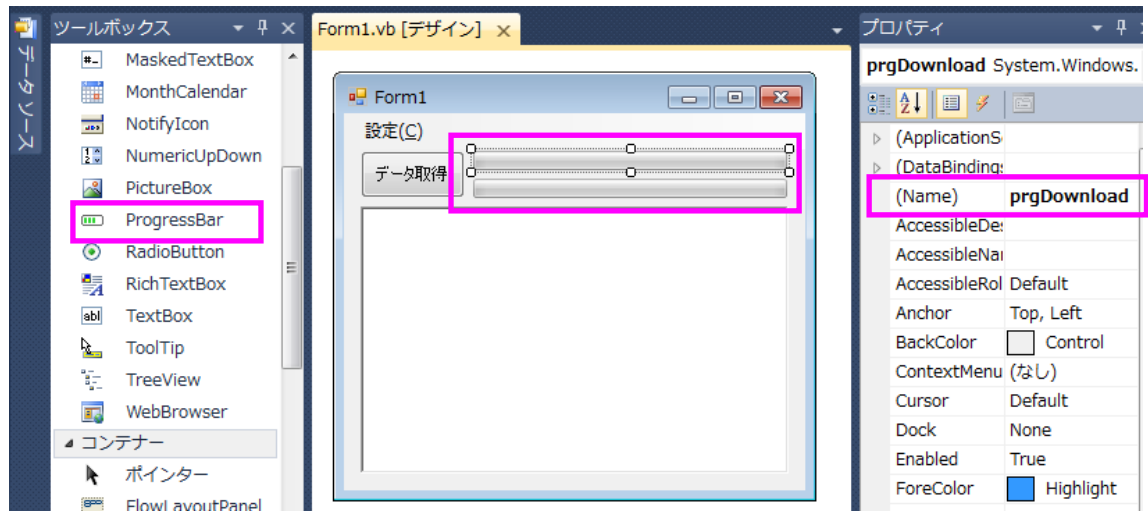 データソース
ツールボックス
MaskedTextBox
MonthCalendar
NotifyIcon
NumericUpDown
PictureBox
ProgressBar
RadioButton
RichTextBox
TextBox
ToolTip
TreeView
WebBrowser
コンテナー
ポインター
FlowLayoutPanel
Form1.vb [デザイン]
Form1
設定(C)
データ取得
プロパティ
prgDownload System.Windows.
(ApplicationS
(DataBindings
(Name) prgDownload
AccessibleDes
AccessibleNai
AccessibleRol Default
Anchor Top, Left
BackColor Control
ContextMenu (なし)
Cursor Default
Dock None
Enabled True
ForeColor Highlight